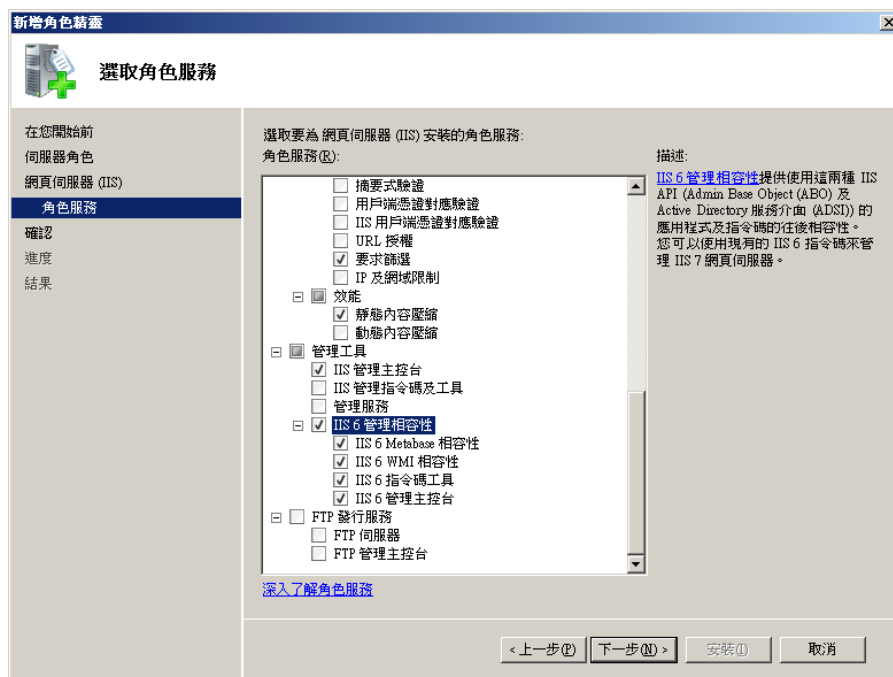 新增角色精靈
選取角色服務
在您開始前
伺服器角色
網頁伺服器 (IIS)
角色服務
確認
進度
結果
選取要為 網頁伺服器 (IIS) 安裝的角色服務:
角色服務(R):
摘要式驗證
用戶端憑證對應驗證
IIS 用戶端憑證對應驗證
URL 授權
要求篩選
IP 及網域限制
效能
靜態內容壓縮
動態內容壓縮
管理工具
IIS 管理主控台
IIS 管理指令碼及工具
管理服務
IIS 6 管理相容性
IIS 6 Metabase 相容性
IIS 6 WMI 相容性
IIS 6 指令碼工具
IIS 6 管理主控台
FTP 發行服務
FTP 伺服器
FTP 管理主控台
深入了解角色服務
描述:
IIS 6 管理相容性提供使用這兩種 IIS
API (Admin Base Object (ABO) 及
Active Directory 服務介面 (ADSI)) 的
應用程式及指令碼的往後相容性。
您可以使用現有的 IIS 6 指令碼來管
理 IIS 7 網頁伺服器。
< 上一步(P)
下一步(N) >
安裝(I)
取消